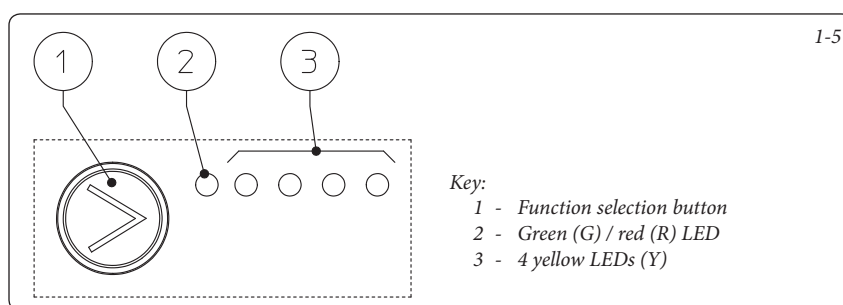 1-5
1 2 3
Key:
1 - Function selection button
2 - Green (G) / red (R) LED
3 - 4 yellow LEDs (Y)